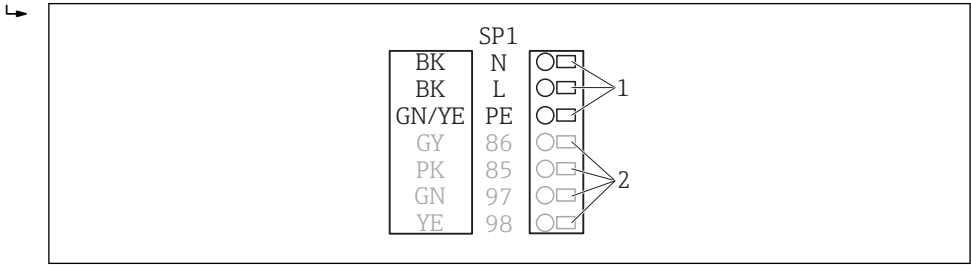 SP1
BK N
BK L 1
GN/YE PE
GY 86
PK 85 2
GN 97
YE 98